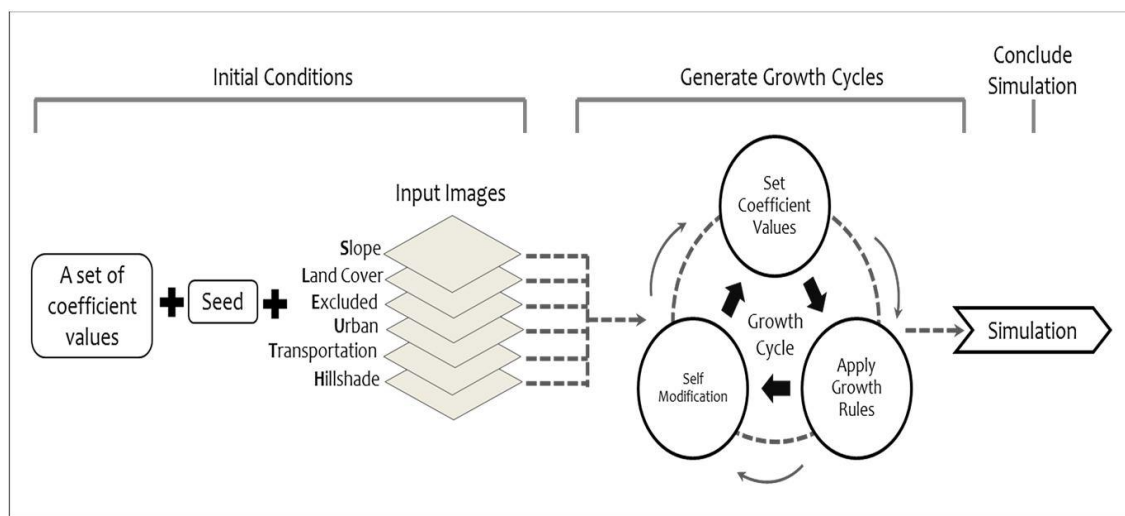 Initial Conditions
Generate Growth Cycles
Conclude
Simulation
A set of
coefficient
values
Seed
Input Images
Slope
Land Cover
Excluded
Urban
Transportation
Hillshade
Set
Coefficient
Values
Growth
Cycle
Self
Modification
Apply
Growth
Rules
Simulation